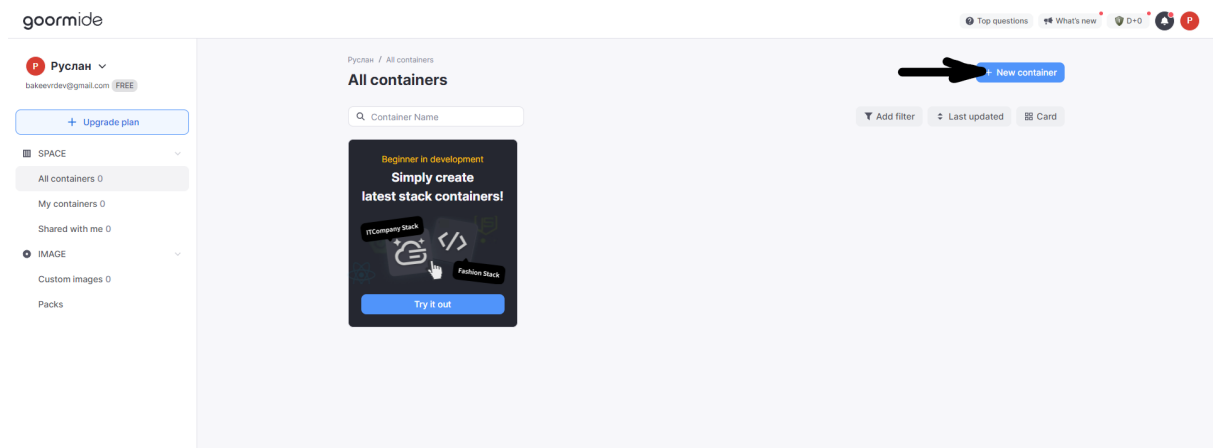 goormide
Top questions
What's new
D+0
P
P
Руслан
bakeevrdev@gmail.com FREE
+ Upgrade plan
SPACE
All containers 0
My containers 0
Shared with me 0
IMAGE
Custom images 0
Packs
Руслан / All containers
All containers
+ New container
Container Name
Add filter
Last updated
Card
Beginner in development
Simply create
latest stack containers!
ITCompany Stack
</>
Fashion Stack
Try it out